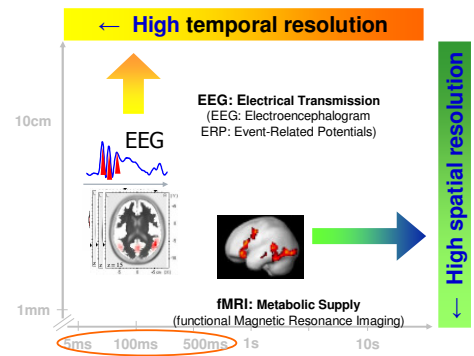 ← High temporal resolution
10cm
EEG: Electrical Transmission
(EEG: Electroencephalogram
ERP: Event-Related Potentials)
EEG
← High spatial resolution
fMRI: Metabolic Supply
(functional Magnetic Resonance Imaging)
1mm
5ms 100ms 500ms 1s 10s